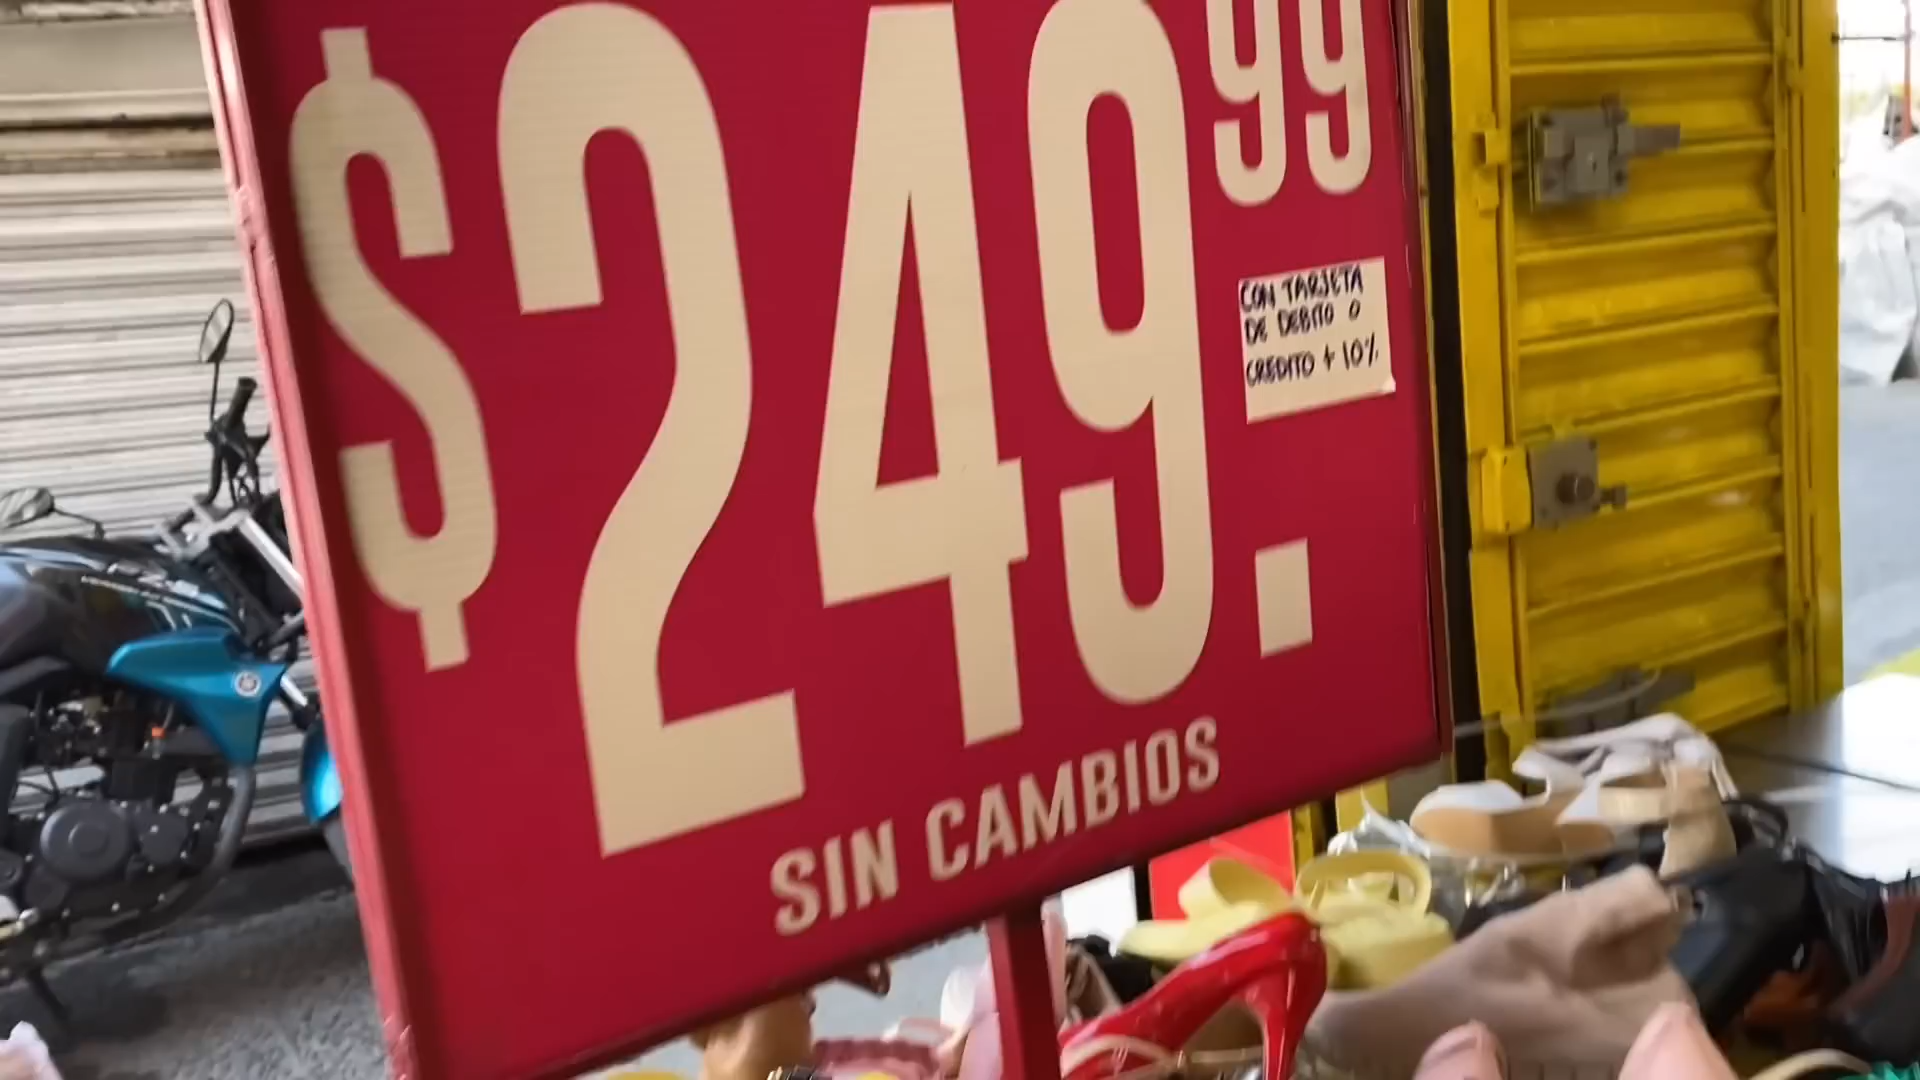 $249.99
CON TARJETA
DE DEBITO O
CREDITO + 10%
SIN CAMBIOS